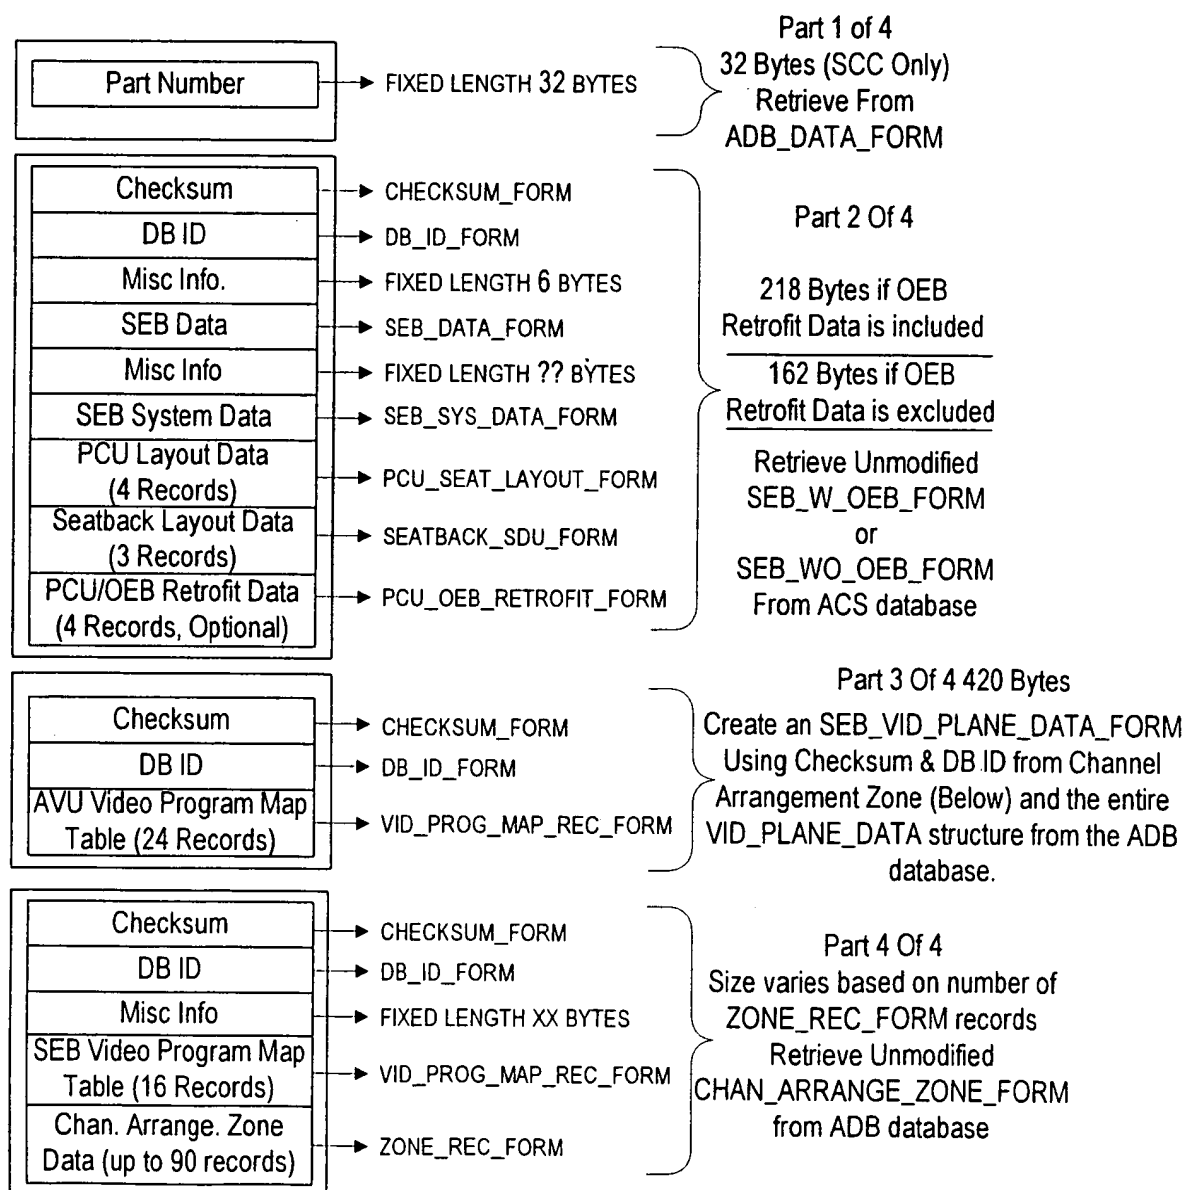 Part 1 of 4
32 Bytes (SCC Only)
Retrieve From
ADB_DATA_FORM
Part Number
FIXED LENGTH 32 BYTES
Checksum
CHECKSUM_FORM
DB ID
DB_ID_FORM
Misc Info.
FIXED LENGTH 6 BYTES
SEB Data
SEB_DATA_FORM
Misc Info
FIXED LENGTH ?? BYTES
SEB System Data
SEB_SYS_DATA_FORM
PCU Layout Data
(4 Records)
PCU_SEAT_LAYOUT_FORM
Seatback Layout Data
(3 Records)
SEATBACK_SDU_FORM
PCU/OEB Retrofit Data
(4 Records, Optional)
PCU_OEB_RETROFIT_FORM
Part 2 Of 4
218 Bytes if OEB
Retrofit Data is included
162 Bytes if OEB
Retrofit Data is excluded
Retrieve Unmodified
SEB_W_OEB_FORM
or
SEB_WO_OEB_FORM
From ACS database
Checksum
CHECKSUM_FORM
DB ID
DB_ID_FORM
AVU Video Program Map
Table (24 Records)
VID_PROG_MAP_REC_FORM
Part 3 Of 4 420 Bytes
Create an SEB_VID_PLANE_DATA_FORM
Using Checksum & DB ID from Channel
Arrangement Zone (Below) and the entire
VID_PLANE_DATA structure from the ADB
database.
Checksum
CHECKSUM_FORM
DB ID
DB_ID_FORM
Misc Info
FIXED LENGTH XX BYTES
SEB Video Program Map
Table (16 Records)
VID_PROG_MAP_REC_FORM
Chan. Arrange. Zone
Data (up to 90 records)
ZONE_REC_FORM
Part 4 Of 4
Size varies based on number of
ZONE_REC_FORM records
Retrieve Unmodified
CHAN_ARRANGE_ZONE_FORM
from ADB database